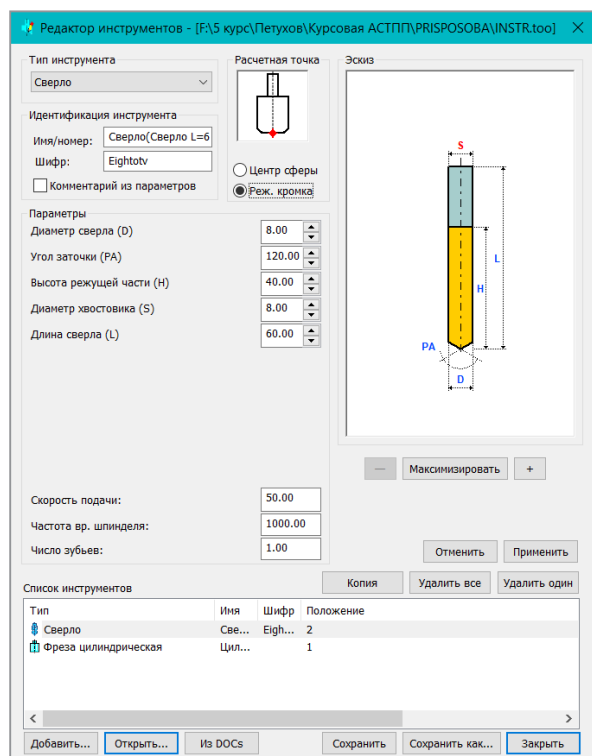 Редактор инструментов - [F:\5 курс\Петухов\Курсовая АСТПП\PRISPOSOBA\INSTR.too]
Тип инструмента
Сверло
Идентификация инструмента
Имя/номер: Сверло(Сверло L=6
Шифр: Eightotv
Комментарий из параметров
Расчетная точка
Центр сферы
Реж. кромка
Эскиз
S
L
H
PA
D
Параметры
Диаметр сверла (D) 8.00
Угол заточки (PA) 120.00
Высота режущей части (H) 40.00
Диаметр хвостовика (S) 8.00
Длина сверла (L) 60.00
Скорость подачи: 50.00
Частота вр. шпинделя: 1000.00
Число зубьев: 1.00
— Максимизировать +
Отменить Применить
Копия Удалить все Удалить один
Список инструментов
Тип Имя Шифр Положение
Сверло Све... Eigh... 2
Фреза цилиндрическая Цил... 1
Добавить... Открыть... Из DOCs Сохранить Сохранить как... Закрыть